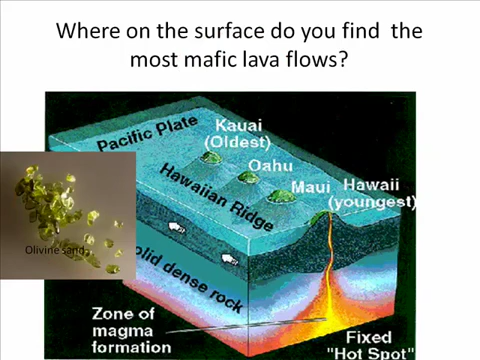 Where on the surface do you find the
most mafic lava flows?
Pacific Plate
Kauai
(Oldest)
Oahu
Maui
Hawaii
(youngest)
Hawaiian Ridge
Olivine sand
olid dense rock
Zone of
magma
formation
Fixed
"Hot Spot"